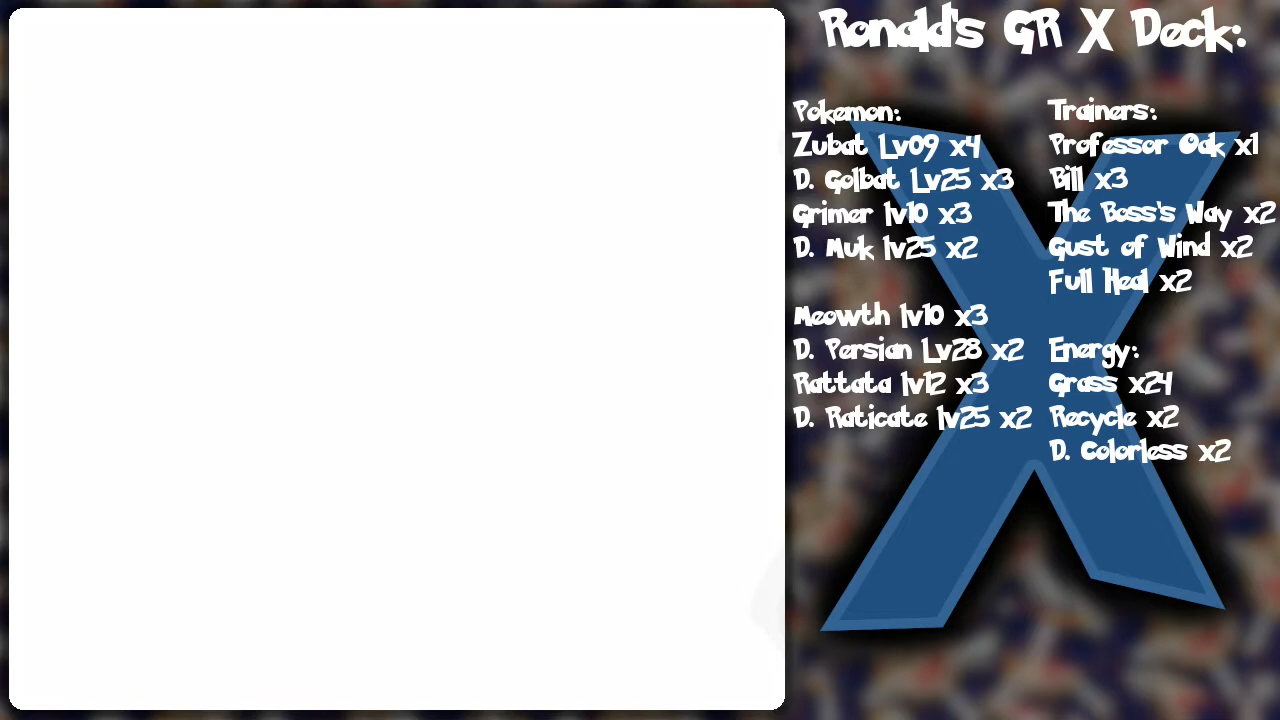 Ronald's GR X Deck:
Pokemon:
Zubat Lv09 x4
D. Golbat Lv25 x3
Grimer lv10 x3
D. Muk lv25 x2
Meowth lv10 x3
D. Persian Lv28 x2
Rattata lv12 x3
D. Raticate lv25 x2
Trainers:
Professor Oak x1
Bill x3
The Boss's Way x2
Gust of Wind x2
Full Heal x2
Energy:
Grass x24
Recycle x2
D. Colorless x2